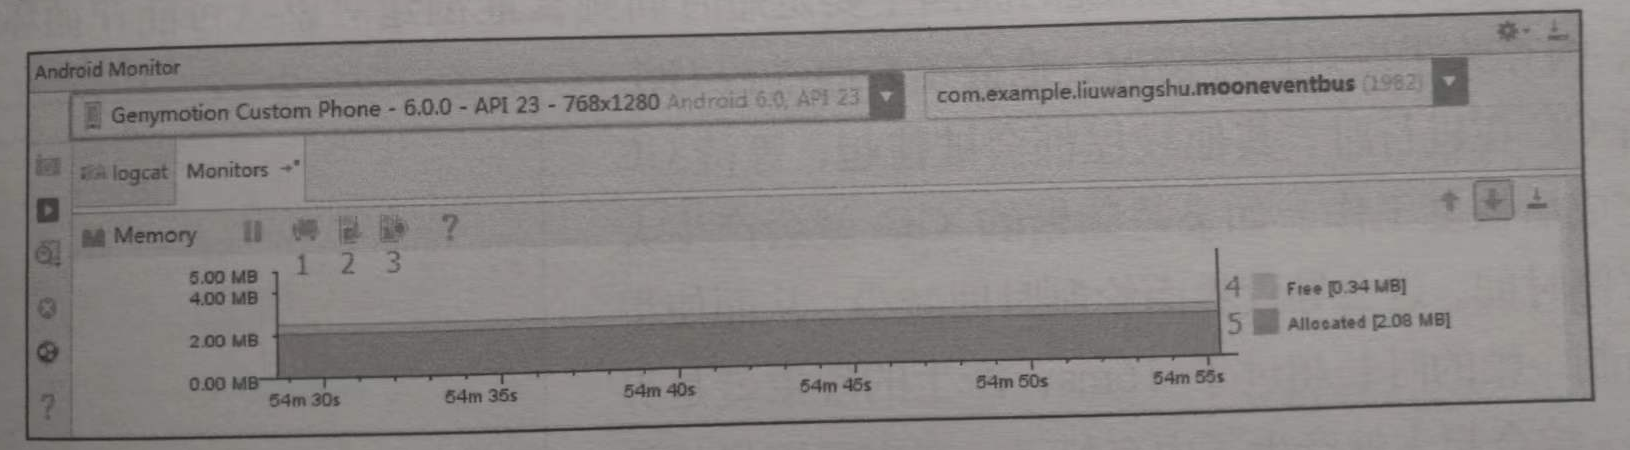 Android Monitor
Genymotion Custom Phone - 6.0.0 - API 23 - 768x1280 Android 6.0, API 23
com.example.liuwangshu.mooneventbus (1982)
logcat
Monitors
Memory
?
1 2 3
5.00 MB
4.00 MB
2.00 MB
0.00 MB
4 Free [0.34 MB]
5 Allocated [2.08 MB]
54m 30s 54m 35s 54m 40s 54m 45s 54m 50s 54m 55s
?